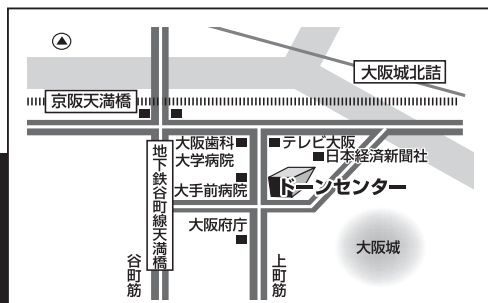 大阪城北詰
京阪天満橋
地下鉄谷町線天満橋
大阪歯科
大学病院
テレビ大阪
日本経済新聞社
大手前病院
ドーンセンター
大阪府庁
大阪城
谷町筋
上町筋